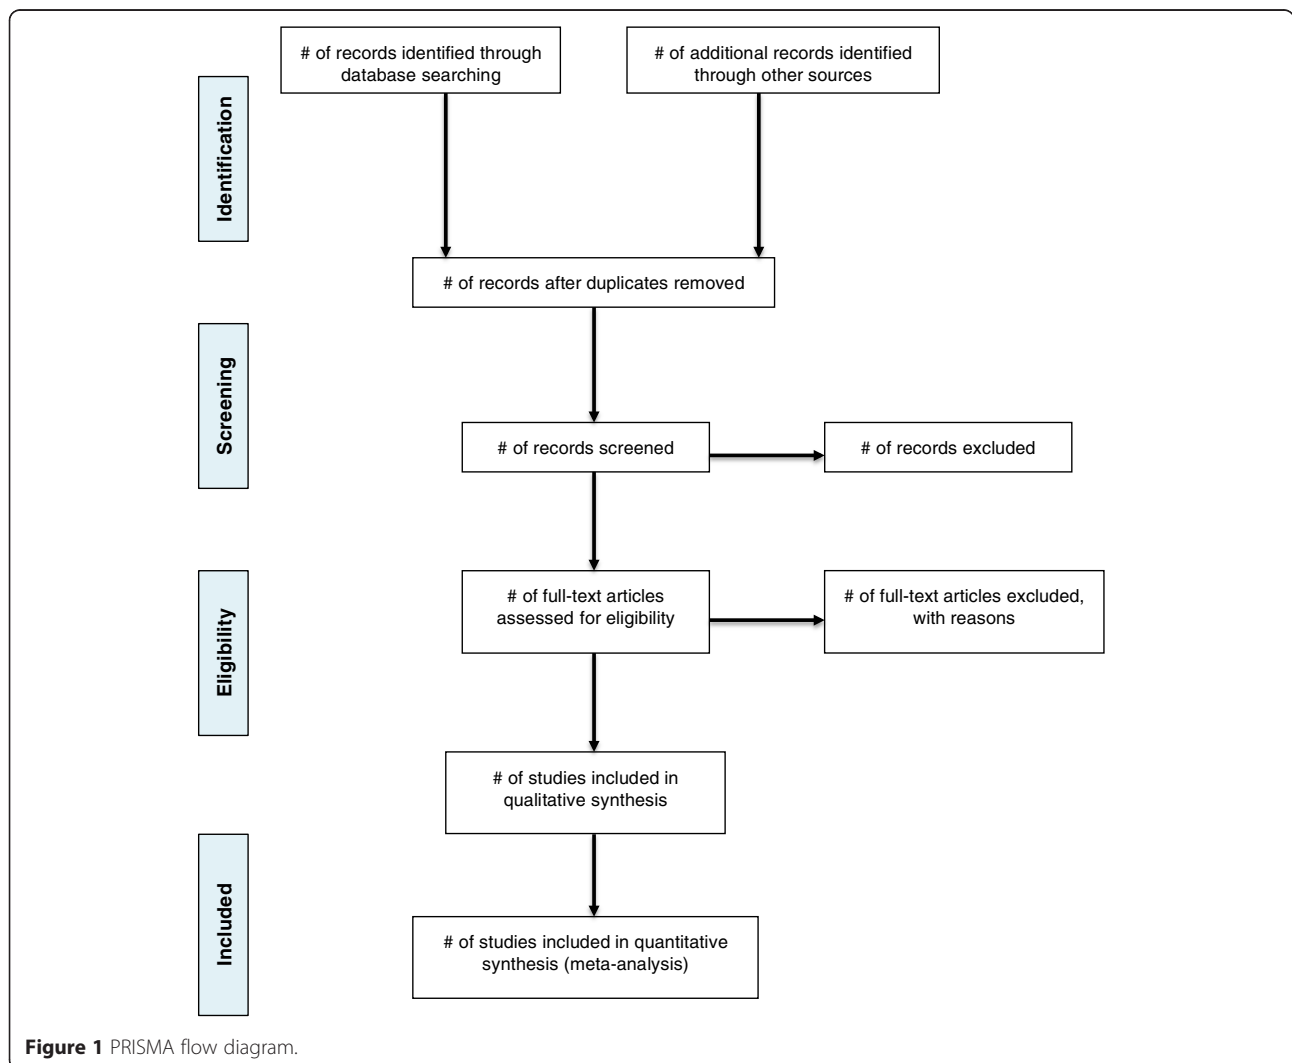 # of records identified through
database searching
# of additional records identified
through other sources
Identification
# of records after duplicates removed
Screening
# of records screened
# of records excluded
Eligibility
# of full-text articles
assessed for eligibility
# of full-text articles excluded,
with reasons
# of studies included in
qualitative synthesis
Included
# of studies included in quantitative
synthesis (meta-analysis)
Figure 1 PRISMA flow diagram.